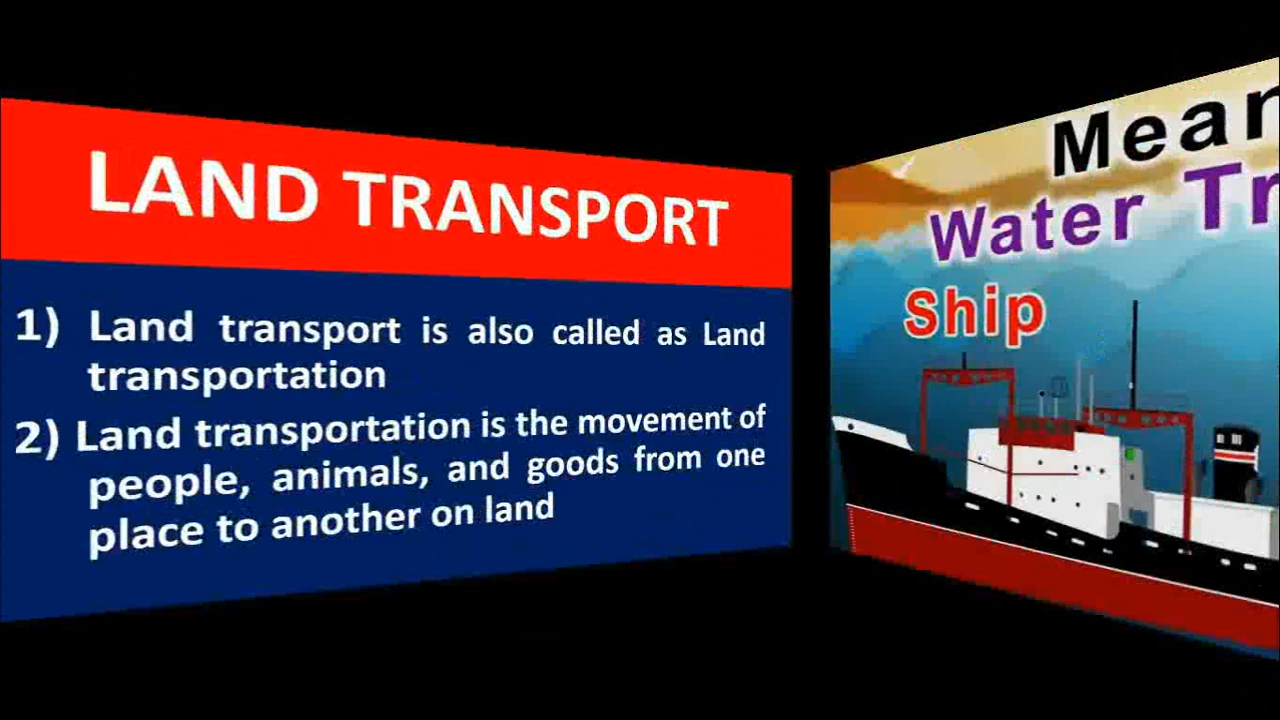 LAND TRANSPORT
1) Land transport is also called as Land
transportation
2) Land transportation is the movement of
people, animals, and goods from one
place to another on land
Water
Ship